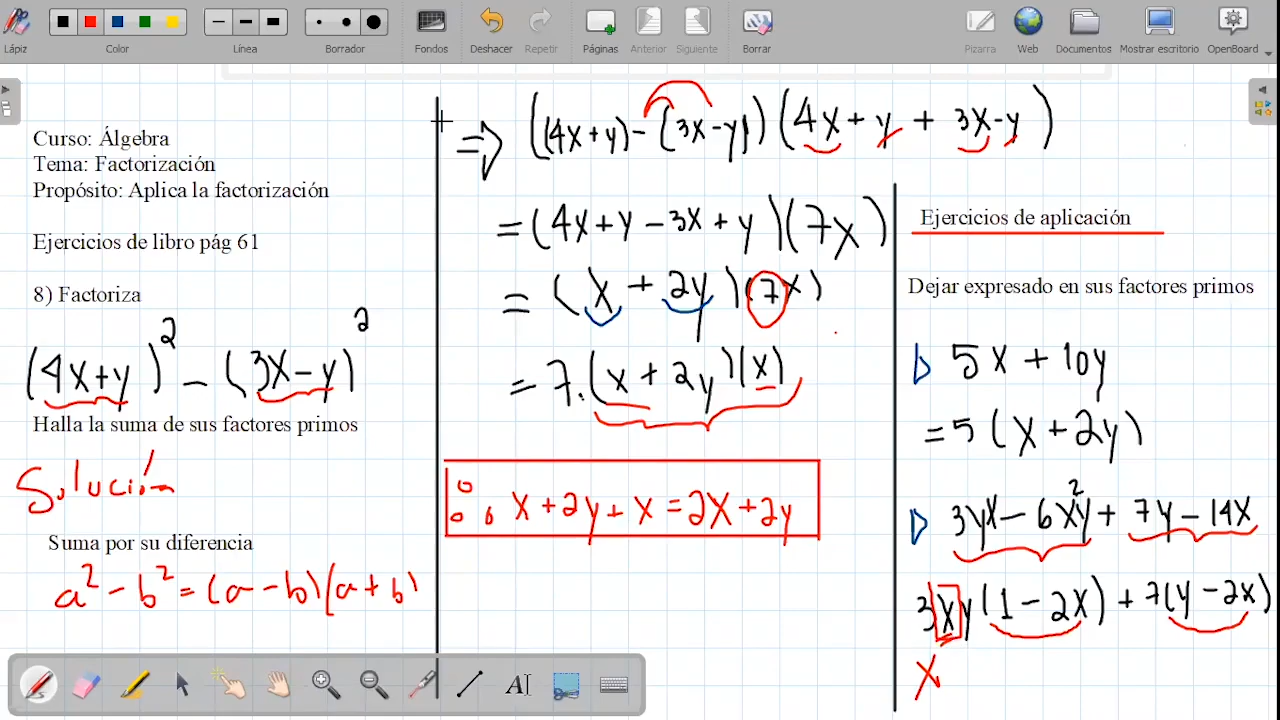 Lápiz
Color
Línea
Borrador
Fondos
Deshacer
Repetir
Páginas
Anterior
Siguiente
Borrar
Pizarra
Web
Documentos
Mostrar escritorio
OpenBoard
Curso: Álgebra
Tema: Factorización
Propósito: Aplica la factorización
Ejercicios de libro pág 61
8) Factoriza
(4x+y)² - (3x-y)²
Halla la suma de sus factores primos
Solución
Suma por su diferencia
a² - b² = (a - b)(a + b)
=> ((4x+y) - (3x-y))(4x + y + 3x - y)
= (4x + y - 3x + y)(7x)
= (x + 2y)(7x)
= 7.(x + 2y)(x)
∴ x + 2y + x = 2x + 2y
Ejercicios de aplicación
Dejar expresado en sus factores primos
▷ 5x + 10y
= 5(x + 2y)
▷ 3yx - 6x²y + 7y - 14x
3xy(1 - 2x) + 7(y - 2x)
X
AI